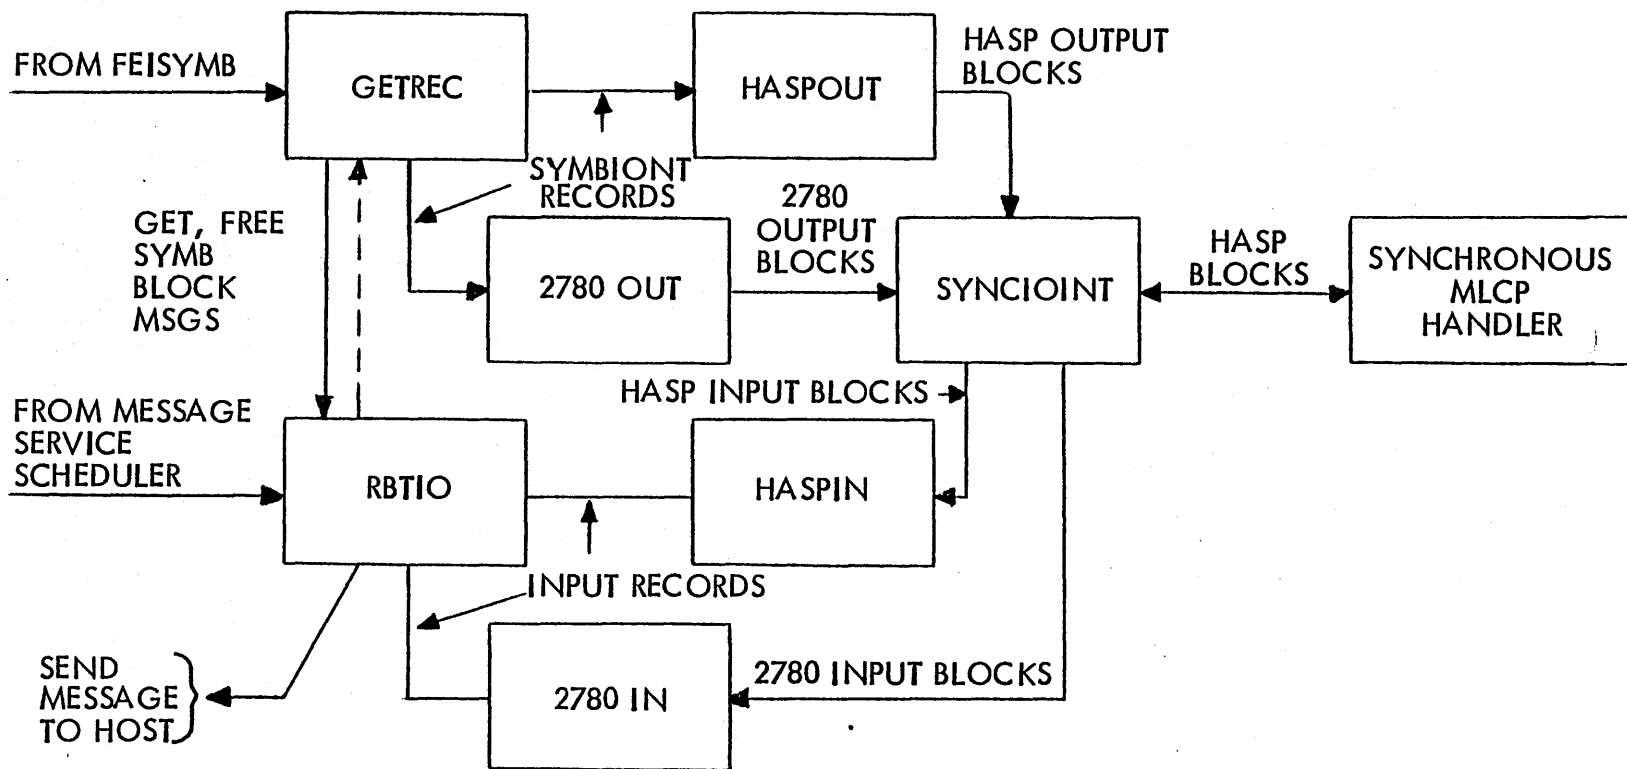 FROM FEISYMB
GETREC
HASPOUT
HASP OUTPUT
BLOCKS
SYMBIONT
RECORDS
GET, FREE
SYMB
BLOCK
MSGS
2780
OUTPUT
BLOCKS
2780 OUT
SYNCIOINT
HASP
BLOCKS
SYNCHRONOUS
MLCP
HANDLER
HASP INPUT BLOCKS
FROM MESSAGE
SERVICE
SCHEDULER
RBTIO
HASPIN
INPUT RECORDS
SEND
MESSAGE
TO HOST
2780 IN
2780 INPUT BLOCKS